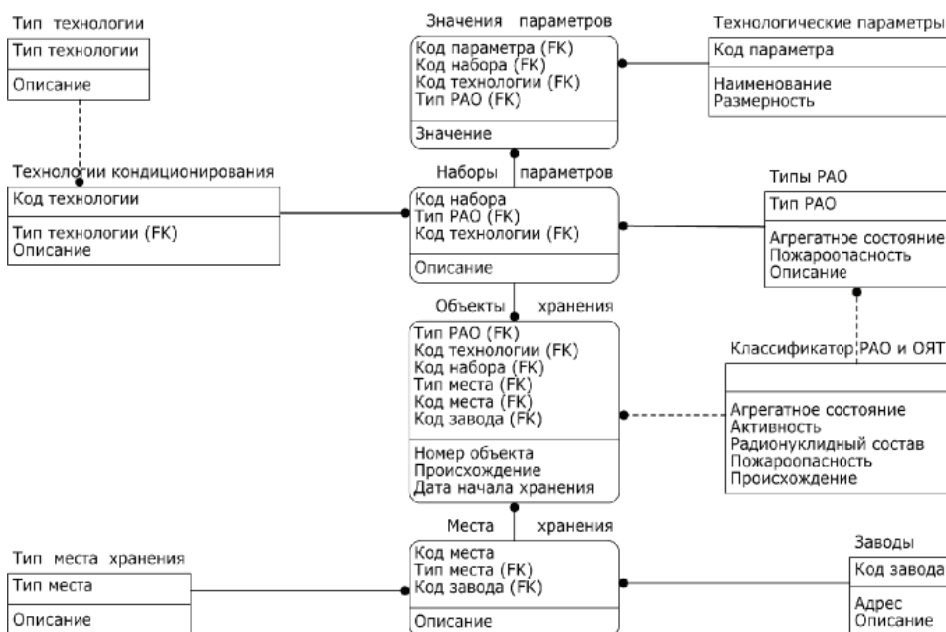 Тип технологии
Тип технологии
Описание
Значения параметров
Код параметра (FK)
Код набора (FK)
Код технологии (FK)
Тип РАО (FK)
Значение
Технологические параметры
Код параметра
Наименование
Размерность
Технологии кондиционирования
Код технологии
Тип технологии (FK)
Описание
Наборы параметров
Код набора
Тип РАО (FK)
Код технологии (FK)
Описание
Типы РАО
Тип РАО
Агрегатное состояние
Пожароопасность
Описание
Объекты хранения
Тип РАО (FK)
Код технологии (FK)
Код набора (FK)
Тип места (FK)
Код места (FK)
Код завода (FK)
Номер объекта
Происхождение
Дата начала хранения
Классификатор РАО и ОЯТ
Агрегатное состояние
Активность
Радионуклидный состав
Пожароопасность
Происхождение
Тип места хранения
Тип места
Описание
Места хранения
Код места
Тип места (FK)
Код завода (FK)
Описание
Заводы
Код завода
Адрес
Описание